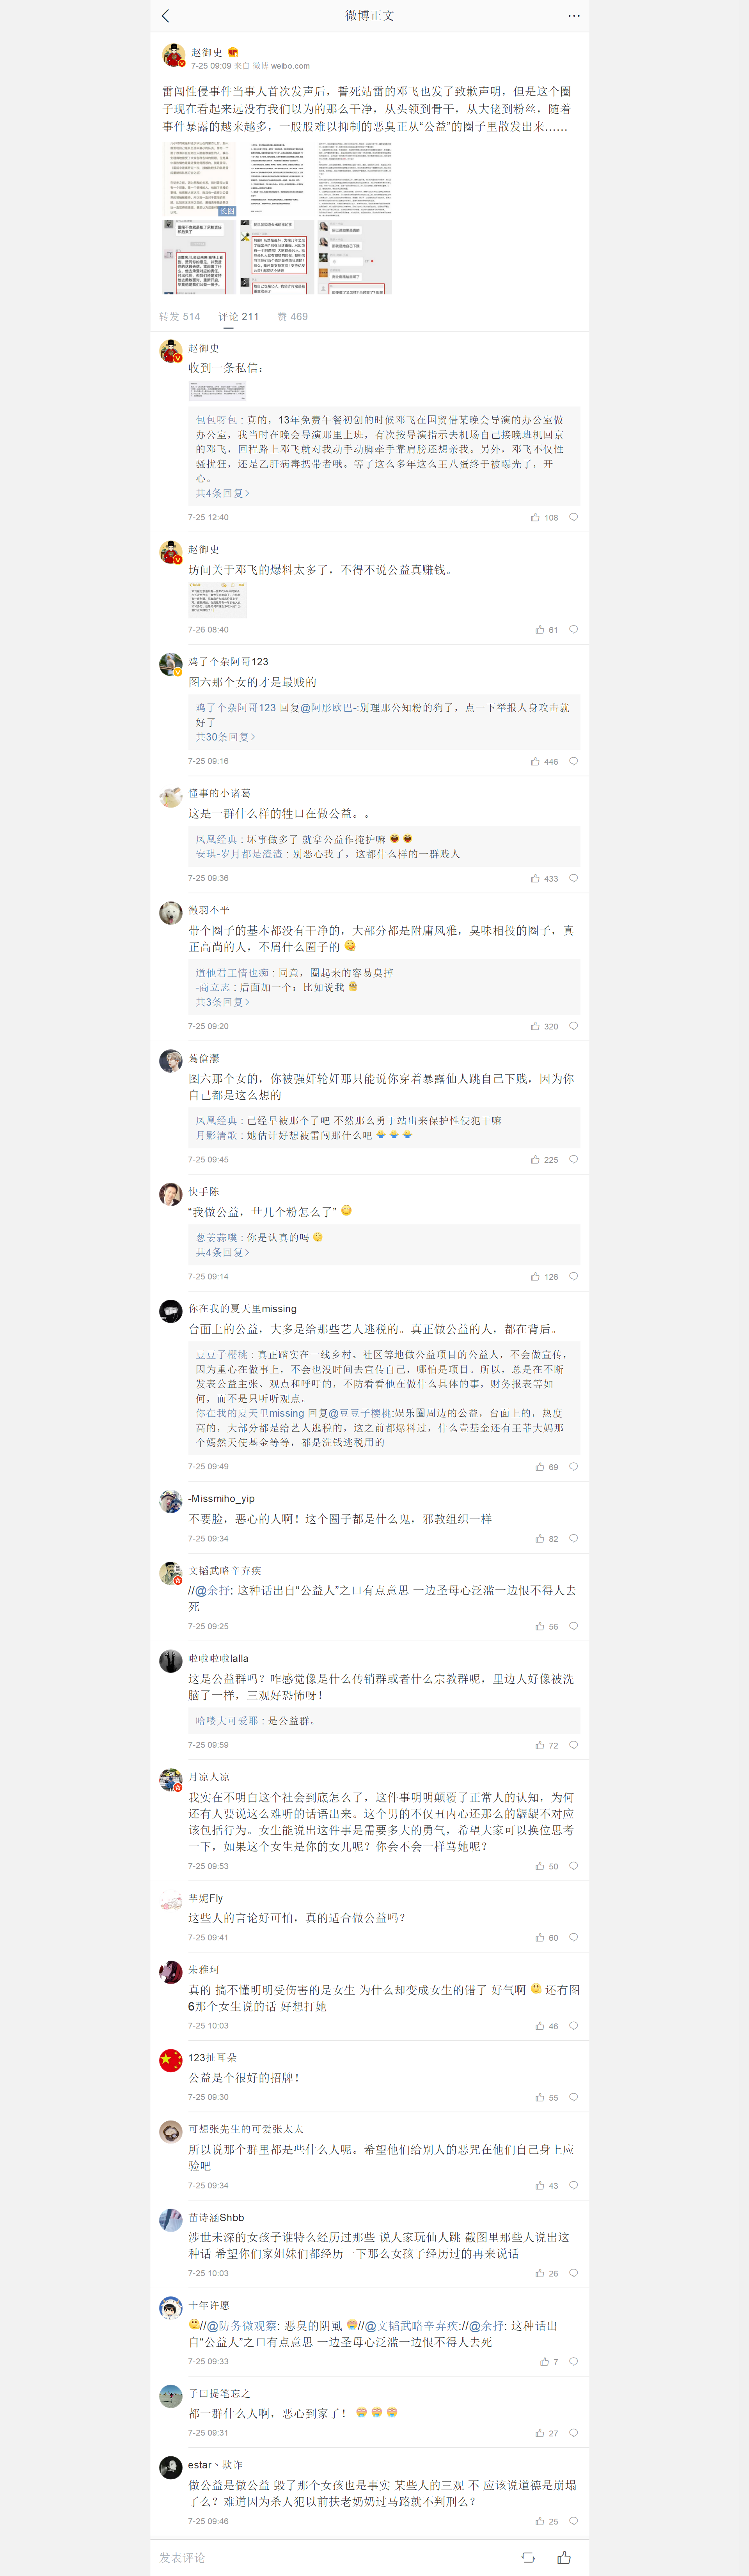 微博正文
赵御史
7-25 09:09 来自 微博 weibo.com
雷闯性侵事件当事人首次发声后，誓死站雷的邓飞也发了致歉声明，但是这个圈
子现在看起来远没有我们以为的那么干净，从头领到骨干，从大佬到粉丝，随着
事件暴露的越来越多，一股股难以抑制的恶臭正从“公益”的圈子里散发出来……
长图
转发 514 评论 211 赞 469
赵御史
收到一条私信：
包包呀包：真的，13年免费午餐初创的时候邓飞在国贸借某晚会导演的办公室做
办公室，我当时在晚会导演那里上班，有次按导演指示去机场自己接晚班机回京
的邓飞，回程路上邓飞就对我动手动脚牵手靠肩膀还想亲我。另外，邓飞不仅性
骚扰狂，还是乙肝病毒携带者哦。等了这么多年这么王八蛋终于被曝光了，开
心。
共4条回复
7-25 12:40 108
赵御史
坊间关于邓飞的爆料太多了，不得不说公益真赚钱。
7-26 08:40 61
鸡了个杂阿哥123
图六那个女的才是最贱的
鸡了个杂阿哥123 回复@阿彤欧巴-:别理那公知粉的狗了，点一下举报人身攻击就
好了
共30条回复
7-25 09:16 446
懂事的小诸葛
这是一群什么样的牲口在做公益。。
凤凰经典：坏事做多了 就拿公益作掩护嘛
安琪-岁月都是渣渣：别恶心我了，这都什么样的一群贱人
7-25 09:36 433
微羽不平
带个圈子的基本都没有干净的，大部分都是附庸风雅，臭味相投的圈子，真
正高尚的人，不屑什么圈子的
道他君王情也痴：同意，圈起来的容易臭掉
-商立志：后面加一个：比如说我
共3条回复
7-25 09:20 320
图六那个女的，你被强奸轮奸那只能说你穿着暴露仙人跳自己下贱，因为你
自己都是这么想的
凤凰经典：已经早被那个了吧 不然那么勇于站出来保护性侵犯干嘛
月影清歌：她估计好想被雷闯那什么吧
7-25 09:45 225
快手陈
“我做公益，艹几个粉怎么了”
葱姜蒜噗：你是认真的吗
共4条回复
7-25 09:14 126
你在我的夏天里missing
台面上的公益，大多是给那些艺人逃税的。真正做公益的人，都在背后。
豆豆子樱桃：真正踏实在一线乡村、社区等地做公益项目的公益人，不会做宣传，
因为重心在做事上，不会也没时间去宣传自己，哪怕是项目。所以，总是在不断
发表公益主张、观点和呼吁的，不防看看他在做什么具体的事，财务报表等如
何，而不是只听听观点。
你在我的夏天里missing 回复@豆豆子樱桃:娱乐圈周边的公益，台面上的，热度
高的，大部分都是给艺人逃税的，这之前都爆料过，什么壹基金还有王菲大妈那
个嫣然天使基金等等，都是洗钱逃税用的
7-25 09:49 69
-Missmiho_yip
不要脸，恶心的人啊！这个圈子都是什么鬼，邪教组织一样
7-25 09:34 82
文韬武略辛弃疾
//@余抒: 这种话出自“公益人”之口有点意思 一边圣母心泛滥一边恨不得人去
死
7-25 09:25 56
啦啦啦啦lalla
这是公益群吗？咋感觉像是什么传销群或者什么宗教群呢，里边人好像被洗
脑了一样，三观好恐怖呀！
哈喽大可爱耶：是公益群。
7-25 09:59 72
月凉人凉
我实在不明白这个社会到底怎么了，这件事明明颠覆了正常人的认知，为何
还有人要说这么难听的话语出来。这个男的不仅丑内心还那么的龌龊不对应
该包括行为。女生能说出这件事是需要多大的勇气，希望大家可以换位思考
一下，如果这个女生是你的女儿呢？你会不会一样骂她呢？
7-25 09:53 50
芈妮Fly
这些人的言论好可怕，真的适合做公益吗？
7-25 09:41 60
朱雅珂
真的 搞不懂明明受伤害的是女生 为什么却变成女生的错了 好气啊 还有图
6那个女生说的话 好想打她
7-25 10:03 46
123扯耳朵
公益是个很好的招牌！
7-25 09:30 55
可想张先生的可爱张太太
所以说那个群里都是些什么人呢。希望他们给别人的恶咒在他们自己身上应
验吧
7-25 09:34 43
苗诗涵Shbb
涉世未深的女孩子谁特么经历过那些 说人家玩仙人跳 截图里那些人说出这
种话 希望你们家姐妹们都经历一下那么女孩子经历过的再来说话
7-25 10:03 26
十年许愿
//@防务微观察: 恶臭的阴虱 //@文韬武略辛弃疾://@余抒: 这种话出
自“公益人”之口有点意思 一边圣母心泛滥一边恨不得人去死
7-25 09:33 7
子曰提笔忘之
都一群什么人啊，恶心到家了！
7-25 09:31 27
estar丶欺诈
做公益是做公益 毁了那个女孩也是事实 某些人的三观 不 应该说道德是崩塌
了么？难道因为杀人犯以前扶老奶奶过马路就不判刑么？
7-25 09:46 25
发表评论